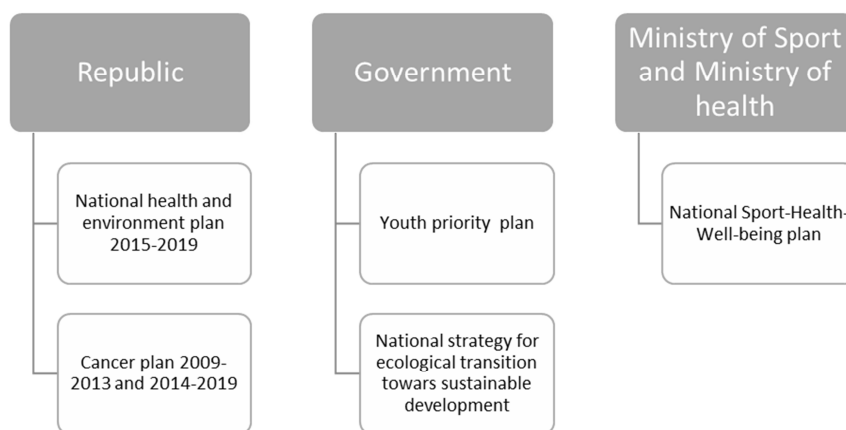 Republic
National health and
environment plan
2015-2019
Cancer plan 2009-
2013 and 2014-2019
Government
Youth priority plan
National strategy for
ecological transition
towars sustainable
development
Ministry of Sport
and Ministry of
health
National Sport-Health-
Well-being plan